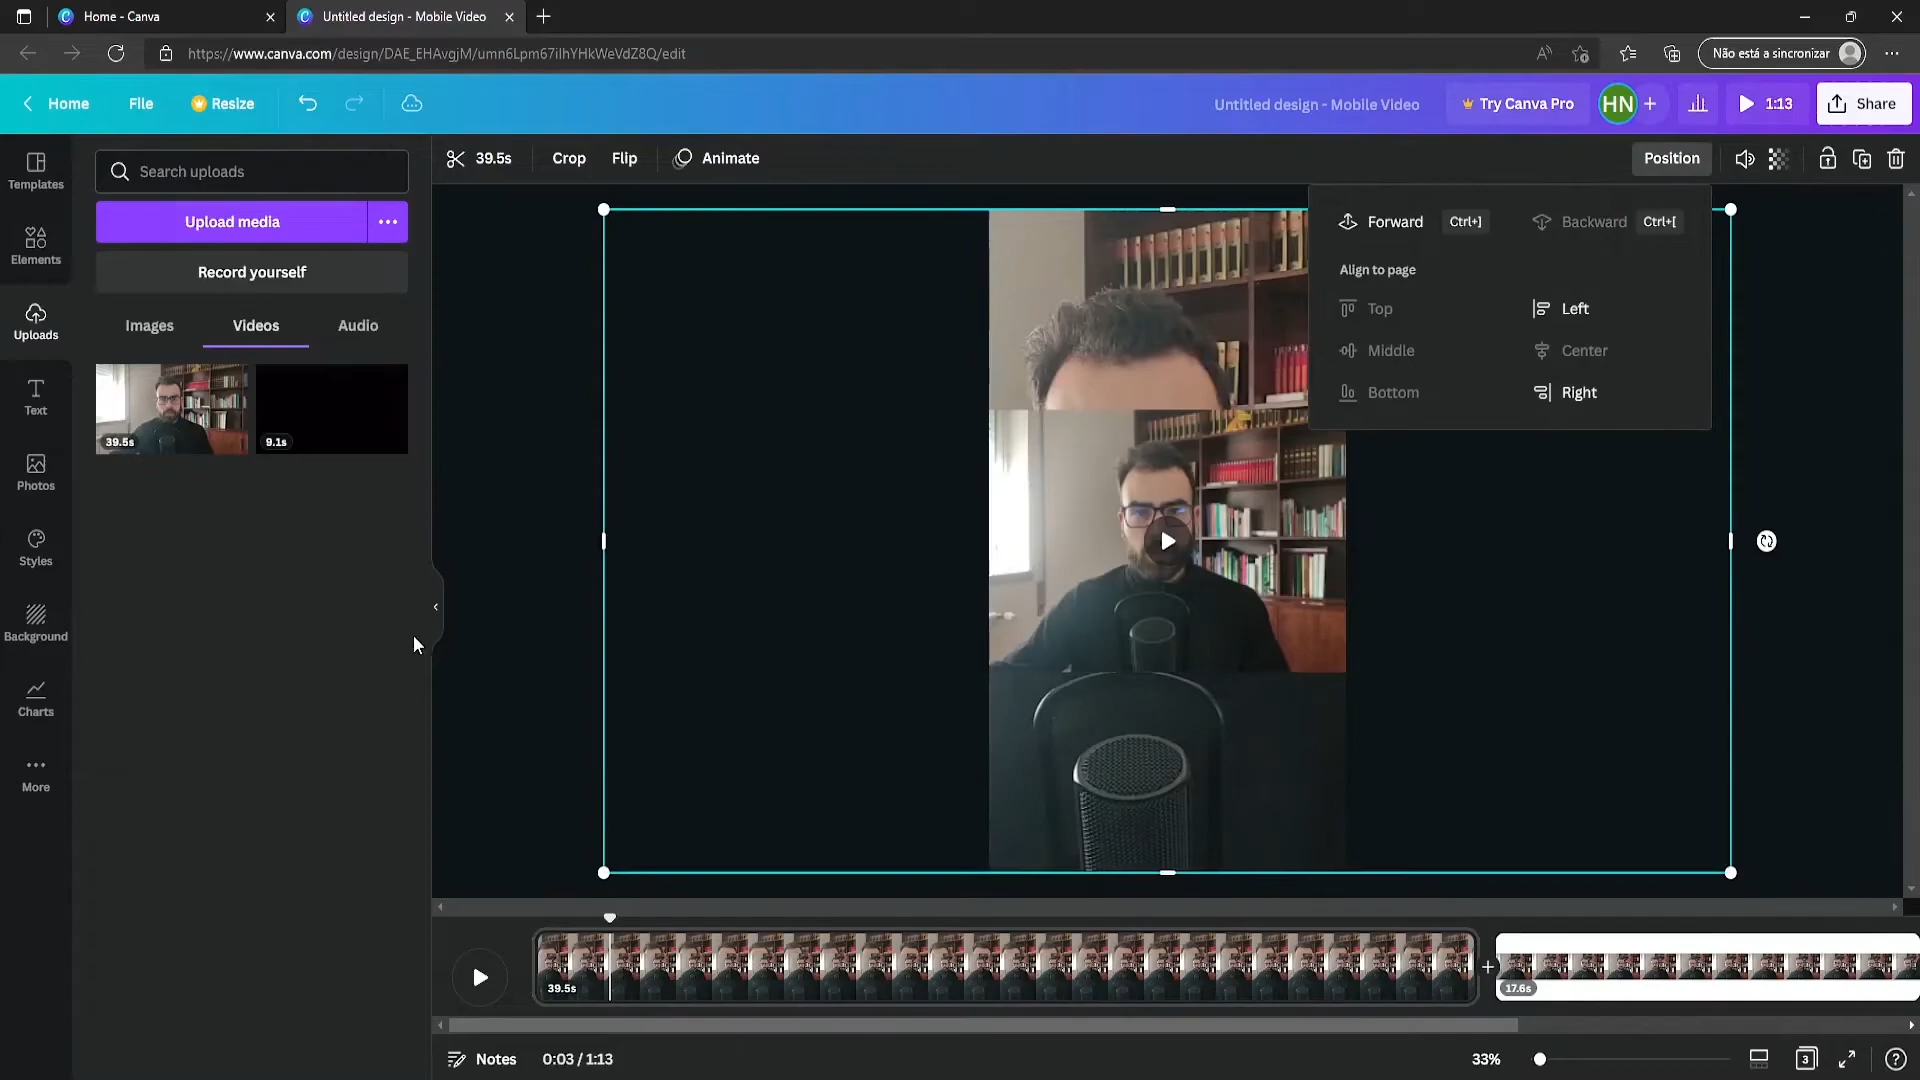 Home - Canva
Untitled design - Mobile Video
https://www.canva.com/design/DAE_EHAvgjM/umn6Lpm67ilhYHkWeVdZ8Q/edit
Não está a sincronizar
Home
File
Resize
Untitled design - Mobile Video
Try Canva Pro
HN
1:13
Share
39.5s
Crop
Flip
Animate
Position
Templates
Elements
Uploads
Text
Photos
Styles
Background
Charts
More
Search uploads
Upload media
Record yourself
Images
Videos
Audio
39.5s
9.1s
Forward
Ctrl+]
Backward
Ctrl+[
Align to page
Top
Left
Middle
Center
Bottom
Right
39.5s
17.6s
Notes
0:03 / 1:13
33%
3